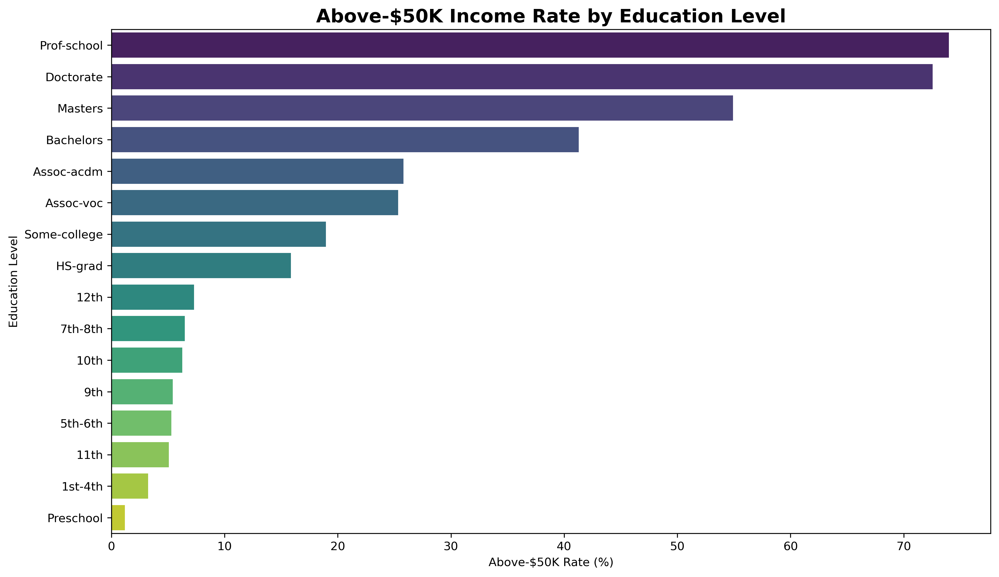 Above-$50K Income Rate by Education Level
Education Level
Prof-school
Doctorate
Masters
Bachelors
Assoc-acdm
Assoc-voc
Some-college
HS-grad
12th
7th-8th
10th
9th
5th-6th
11th
1st-4th
Preschool
0 10 20 30 40 50 60 70
Above-$50K Rate (%)